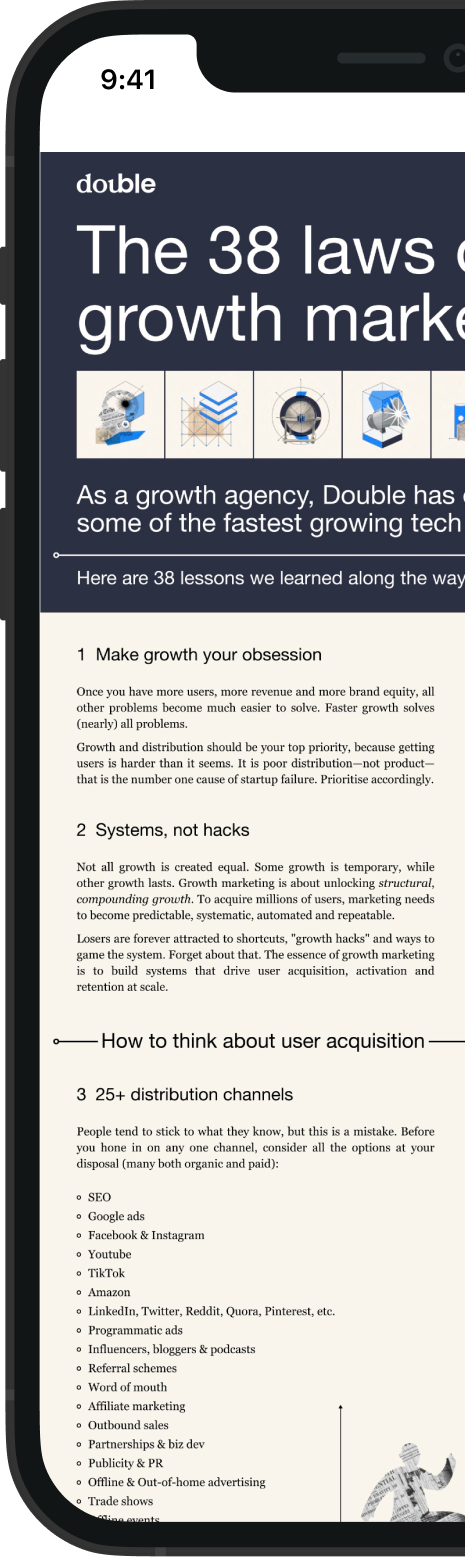 9:41
double
The 38 laws
growth marke
As a growth agency, Double has
some of the fastest growing tech
Here are 38 lessons we learned along the way
1 Make growth your obsession
Once you have more users, more revenue and more brand equity, all
other problems become much easier to solve. Faster growth solves
(nearly) all problems.
Growth and distribution should be your top priority, because getting
users is harder than it seems. It is poor distribution—not product—
that is the number one cause of startup failure. Prioritise accordingly.
2 Systems, not hacks
Not all growth is created equal. Some growth is temporary, while
other growth lasts. Growth marketing is about unlocking structural,
compounding growth. To acquire millions of users, marketing needs
to become predictable, systematic, automated and repeatable.
Losers are forever attracted to shortcuts, "growth hacks" and ways to
game the system. Forget about that. The essence of growth marketing
is to build systems that drive user acquisition, activation and
retention at scale.
How to think about user acquisition
3 25+ distribution channels
People tend to stick to what they know, but this is a mistake. Before
you hone in on any one channel, consider all the options at your
disposal (many both organic and paid):
SEO
Google ads
Facebook & Instagram
Youtube
TikTok
Amazon
LinkedIn, Twitter, Reddit, Quora, Pinterest, etc.
Programmatic ads
Influencers, bloggers & podcasts
Referral schemes
Word of mouth
Affiliate marketing
Outbound sales
Partnerships & biz dev
Publicity & PR
Offline & Out-of-home advertising
Trade shows
Offline events